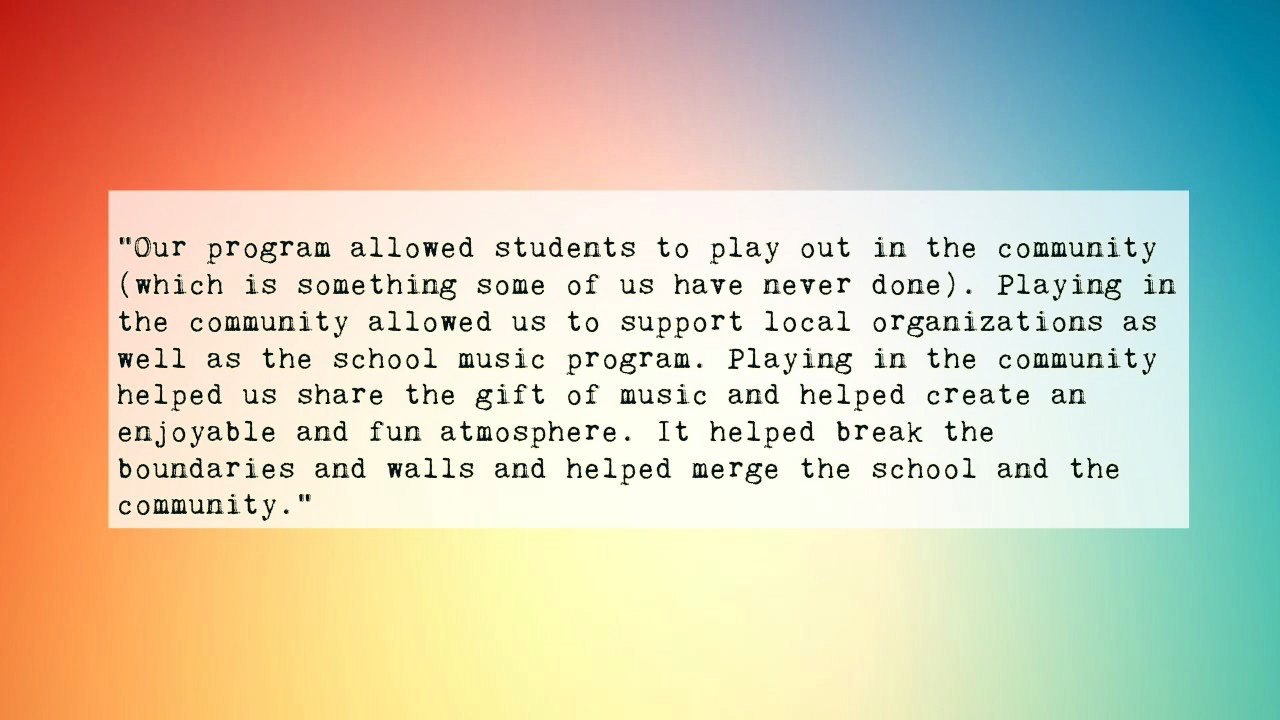 "Our program allowed students to play out in the community
(which is something some of us have never done). Playing in
the community allowed us to support local organizations as
well as the school music program. Playing in the community
helped us share the gift of music and helped create an
enjoyable and fun atmosphere. It helped break the
boundaries and walls and helped merge the school and the
community."